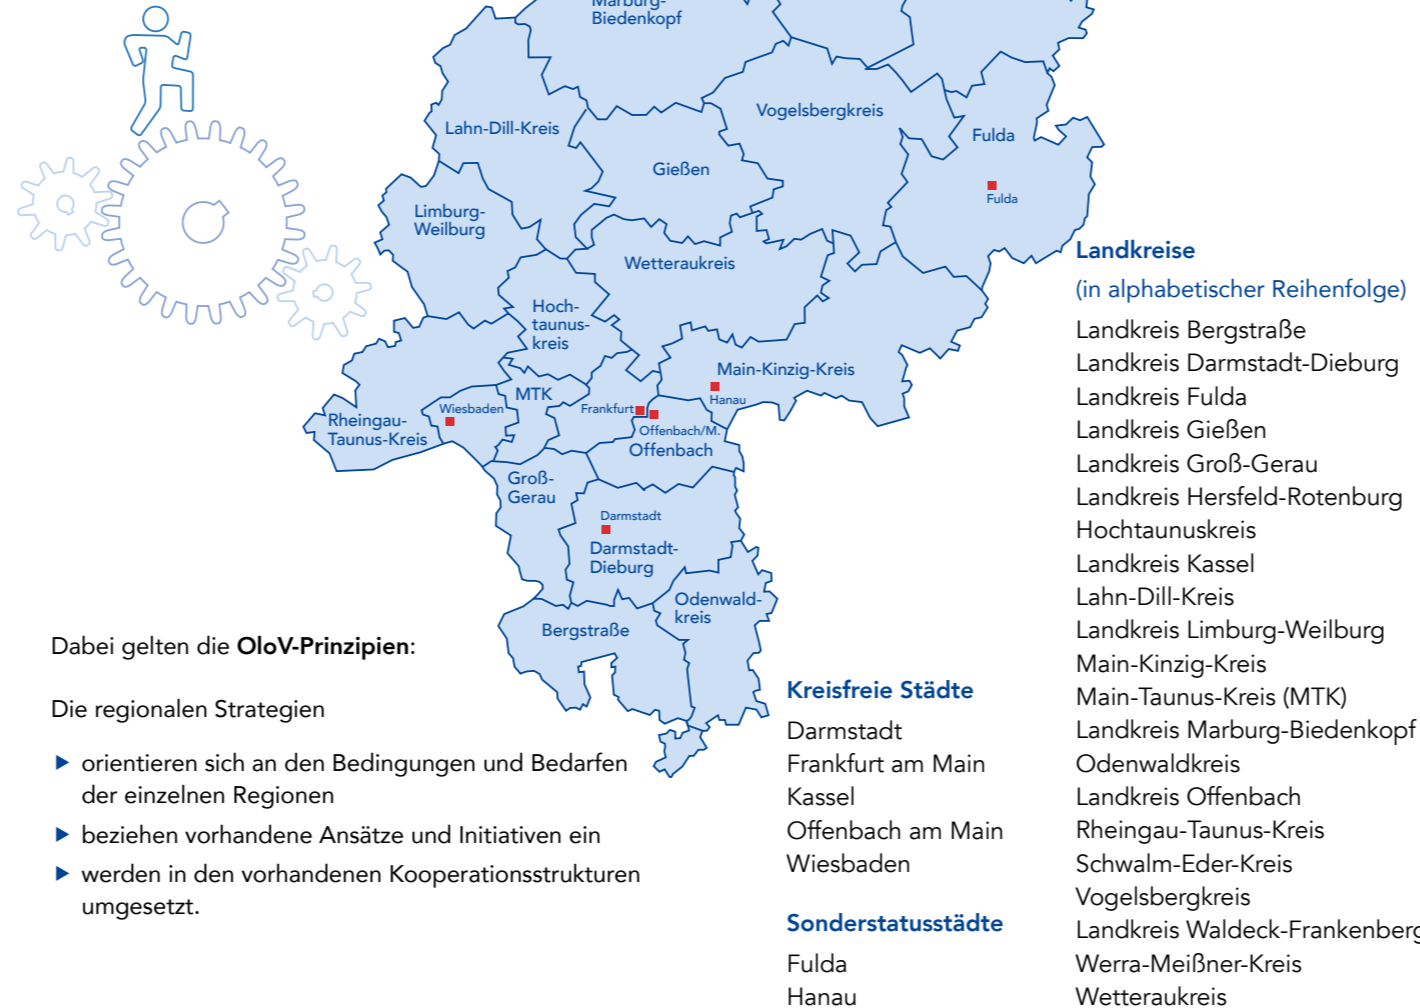 Marburg-
Biedenkopf
Lahn-Dill-Kreis
Vogelsbergkreis
Fulda
Gießen
Fulda
Limburg-
Weilburg
Wetteraukreis
Hoch-
taunus-
kreis
Main-Kinzig-Kreis
Hanau
MTK
Wiesbaden
Frankfurt
Rheingau-
Taunus-Kreis
Offenbach/M.
Offenbach
Groß-
Gerau
Darmstadt
Darmstadt-
Dieburg
Odenwald-
kreis
Bergstraße
Dabei gelten die OloV-Prinzipien:
Die regionalen Strategien
▶ orientieren sich an den Bedingungen und Bedarfen
der einzelnen Regionen
▶ beziehen vorhandene Ansätze und Initiativen ein
▶ werden in den vorhandenen Kooperationsstrukturen
umgesetzt.
Kreisfreie Städte
Darmstadt
Frankfurt am Main
Kassel
Offenbach am Main
Wiesbaden
Sonderstatusstädte
Fulda
Hanau
Landkreise
(in alphabetischer Reihenfolge)
Landkreis Bergstraße
Landkreis Darmstadt-Dieburg
Landkreis Fulda
Landkreis Gießen
Landkreis Groß-Gerau
Landkreis Hersfeld-Rotenburg
Hochtaunuskreis
Landkreis Kassel
Lahn-Dill-Kreis
Landkreis Limburg-Weilburg
Main-Kinzig-Kreis
Main-Taunus-Kreis (MTK)
Landkreis Marburg-Biedenkopf
Odenwaldkreis
Landkreis Offenbach
Rheingau-Taunus-Kreis
Schwalm-Eder-Kreis
Vogelsbergkreis
Landkreis Waldeck-Frankenberg
Werra-Meißner-Kreis
Wetteraukreis